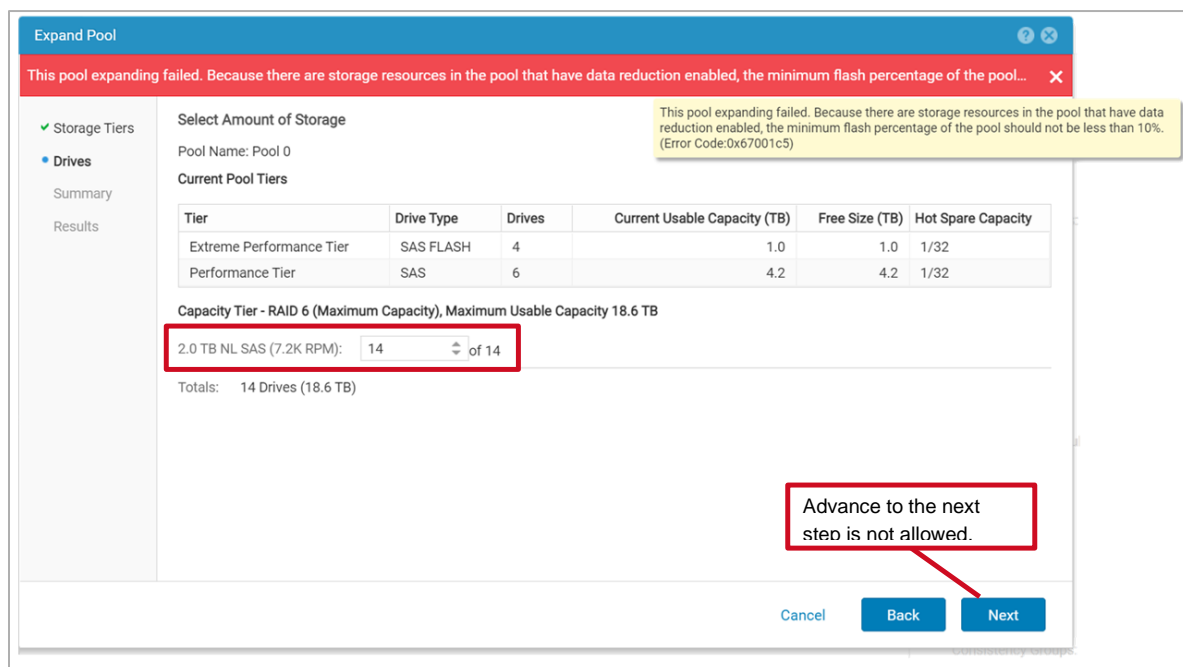 Expand Pool
This pool expanding failed. Because there are storage resources in the pool that have data reduction enabled, the minimum flash percentage of the pool...
This pool expanding failed. Because there are storage resources in the pool that have data
reduction enabled, the minimum flash percentage of the pool should not be less than 10%.
(Error Code:0x67001c5)
Storage Tiers
Drives
Summary
Results
Select Amount of Storage
Pool Name: Pool 0
Current Pool Tiers
Tier Drive Type Drives Current Usable Capacity (TB) Free Size (TB) Hot Spare Capacity
Extreme Performance Tier SAS FLASH 4 1.0 1.0 1/32
Performance Tier SAS 6 4.2 4.2 1/32
Capacity Tier - RAID 6 (Maximum Capacity), Maximum Usable Capacity 18.6 TB
2.0 TB NL SAS (7.2K RPM): 14 of 14
Totals: 14 Drives (18.6 TB)
Advance to the next
step is not allowed.
Cancel Back Next
Consistency Groups